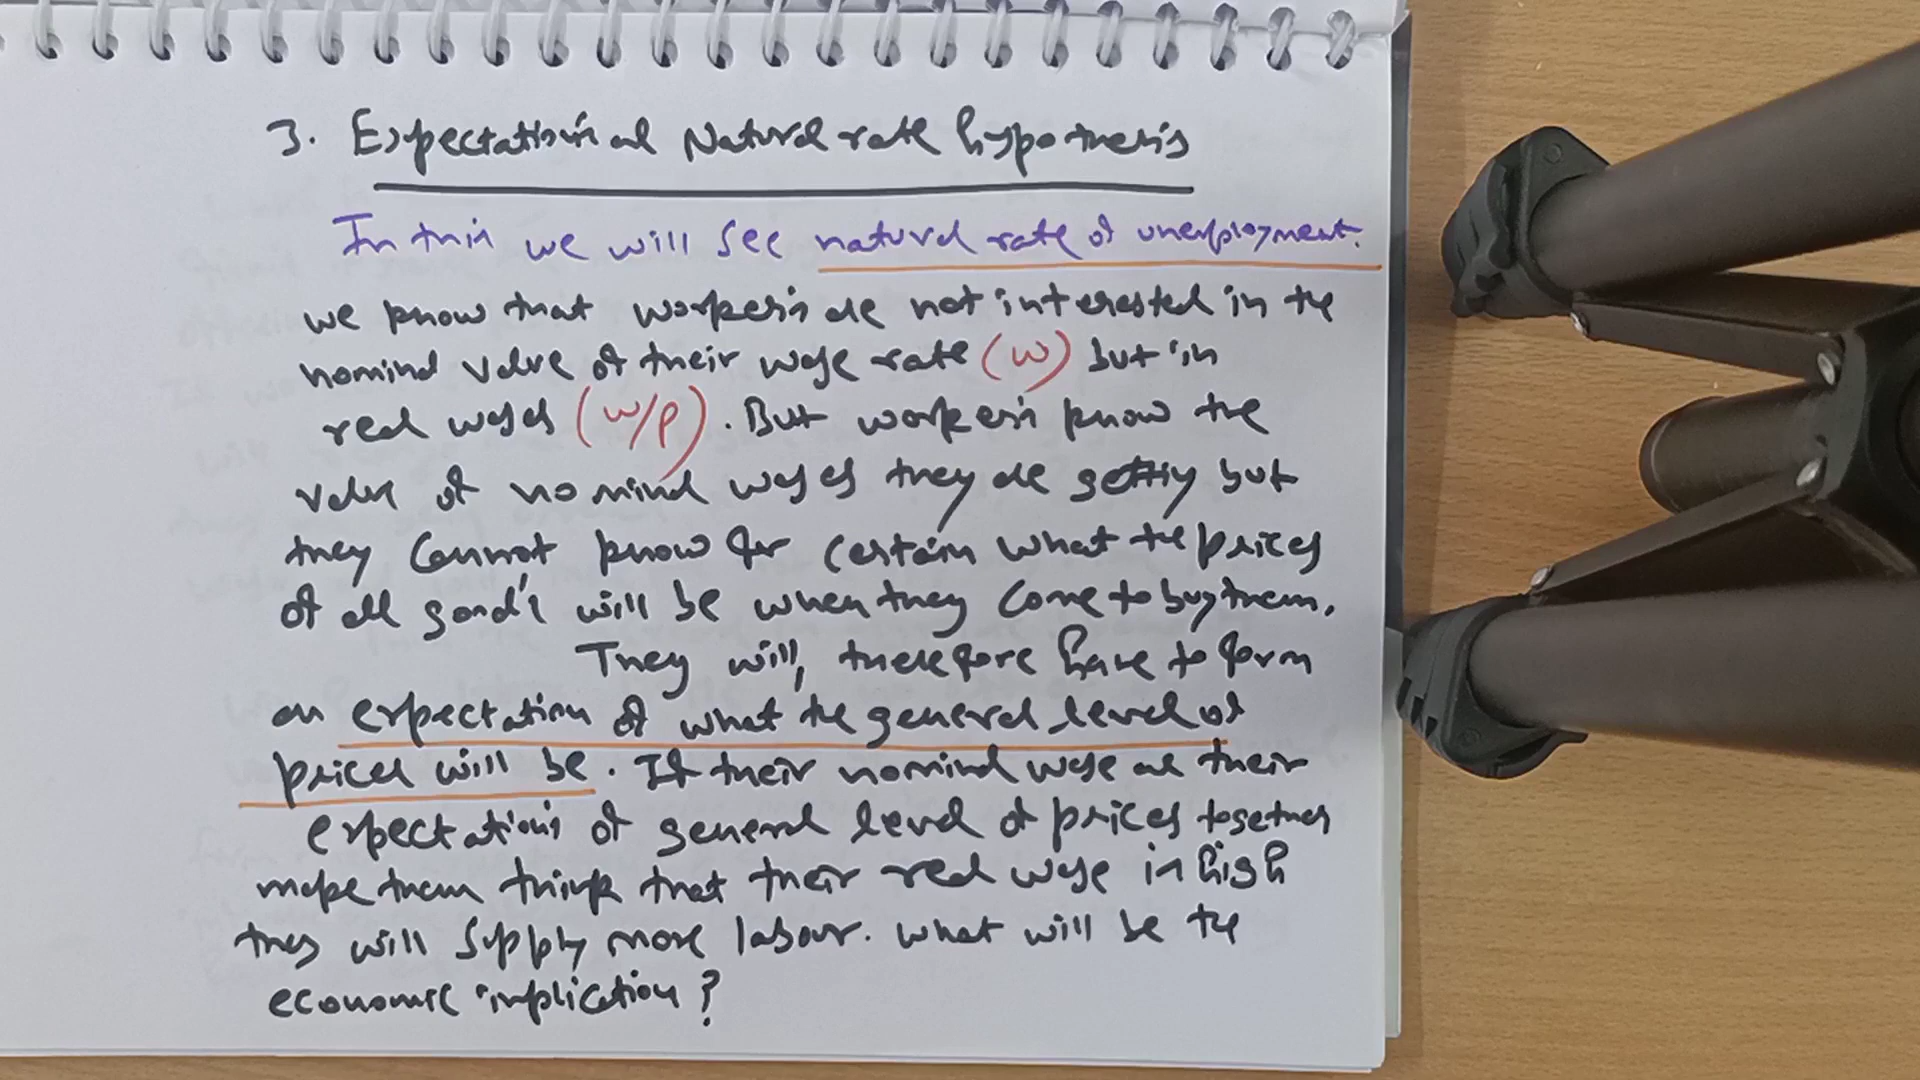 3. Expectational Natural rate hypothesis
In this we will see natural rate of unemployment.
we know that workers are not interested in the
nominal value of their wage rate (w) but in
real wages (w/p). But workers know the
value of nominal wages they are getting but
they cannot know for certain what the prices
of all goods will be when they come to buy them.
They will, therefore have to form
an expectation of what the general level of
prices will be. If their nominal wage and their
expectations of general level of prices together
make them think that their real wage is high
they will supply more labour. what will be the
economic implication?